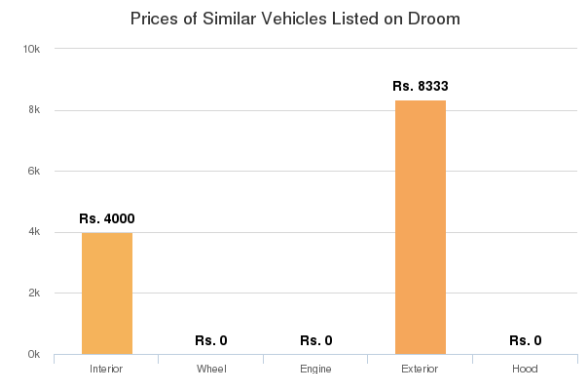 Prices of Similar Vehicles Listed on Droom
10k
Rs. 8333
8k
6k
Rs. 4000
4k
2k
Rs. 0 Rs. 0 Rs. 0
0k
Interior Wheel Engine Exterior Hood